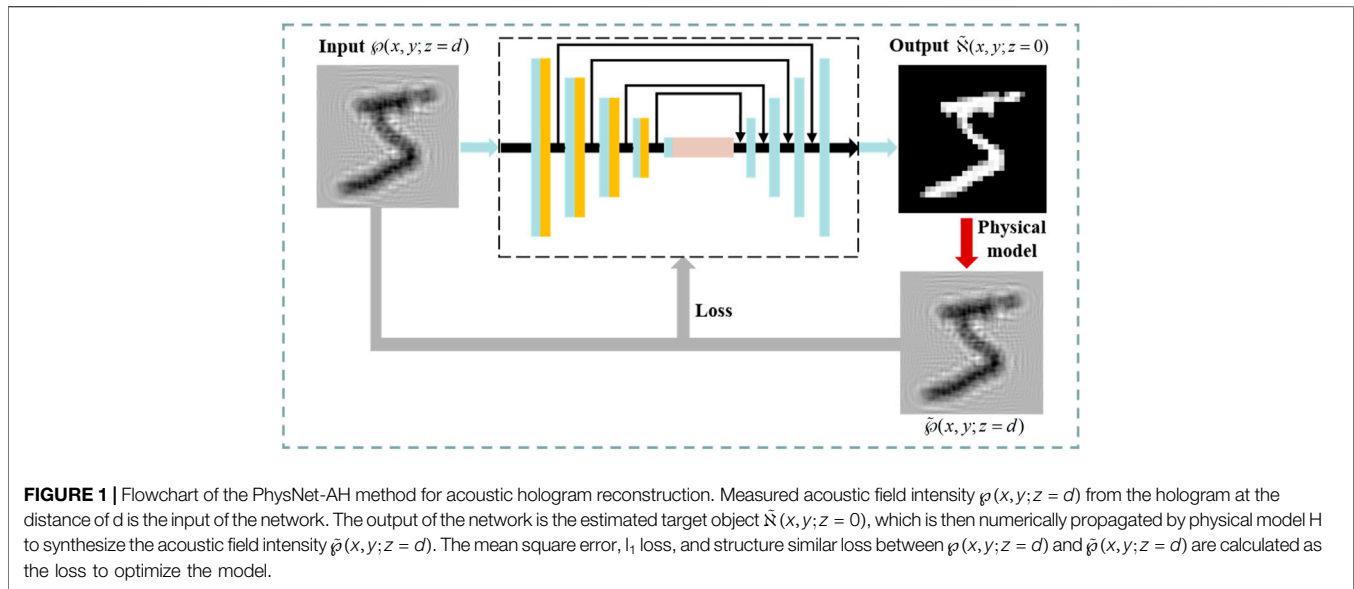 Input ℘(x, y; z = d)
Output ℵ̃(x, y; z = 0)
Physical
model
Loss
℘̃(x, y; z = d)
FIGURE 1 | Flowchart of the PhysNet-AH method for acoustic hologram reconstruction. Measured acoustic field intensity ℘(x, y; z = d) from the hologram at the
distance of d is the input of the network. The output of the network is the estimated target object ℵ̃(x, y; z = 0), which is then numerically propagated by physical model H
to synthesize the acoustic field intensity ℘̃(x, y; z = d). The mean square error, l₁ loss, and structure similar loss between ℘(x, y; z = d) and ℘̃(x, y; z = d) are calculated as
the loss to optimize the model.